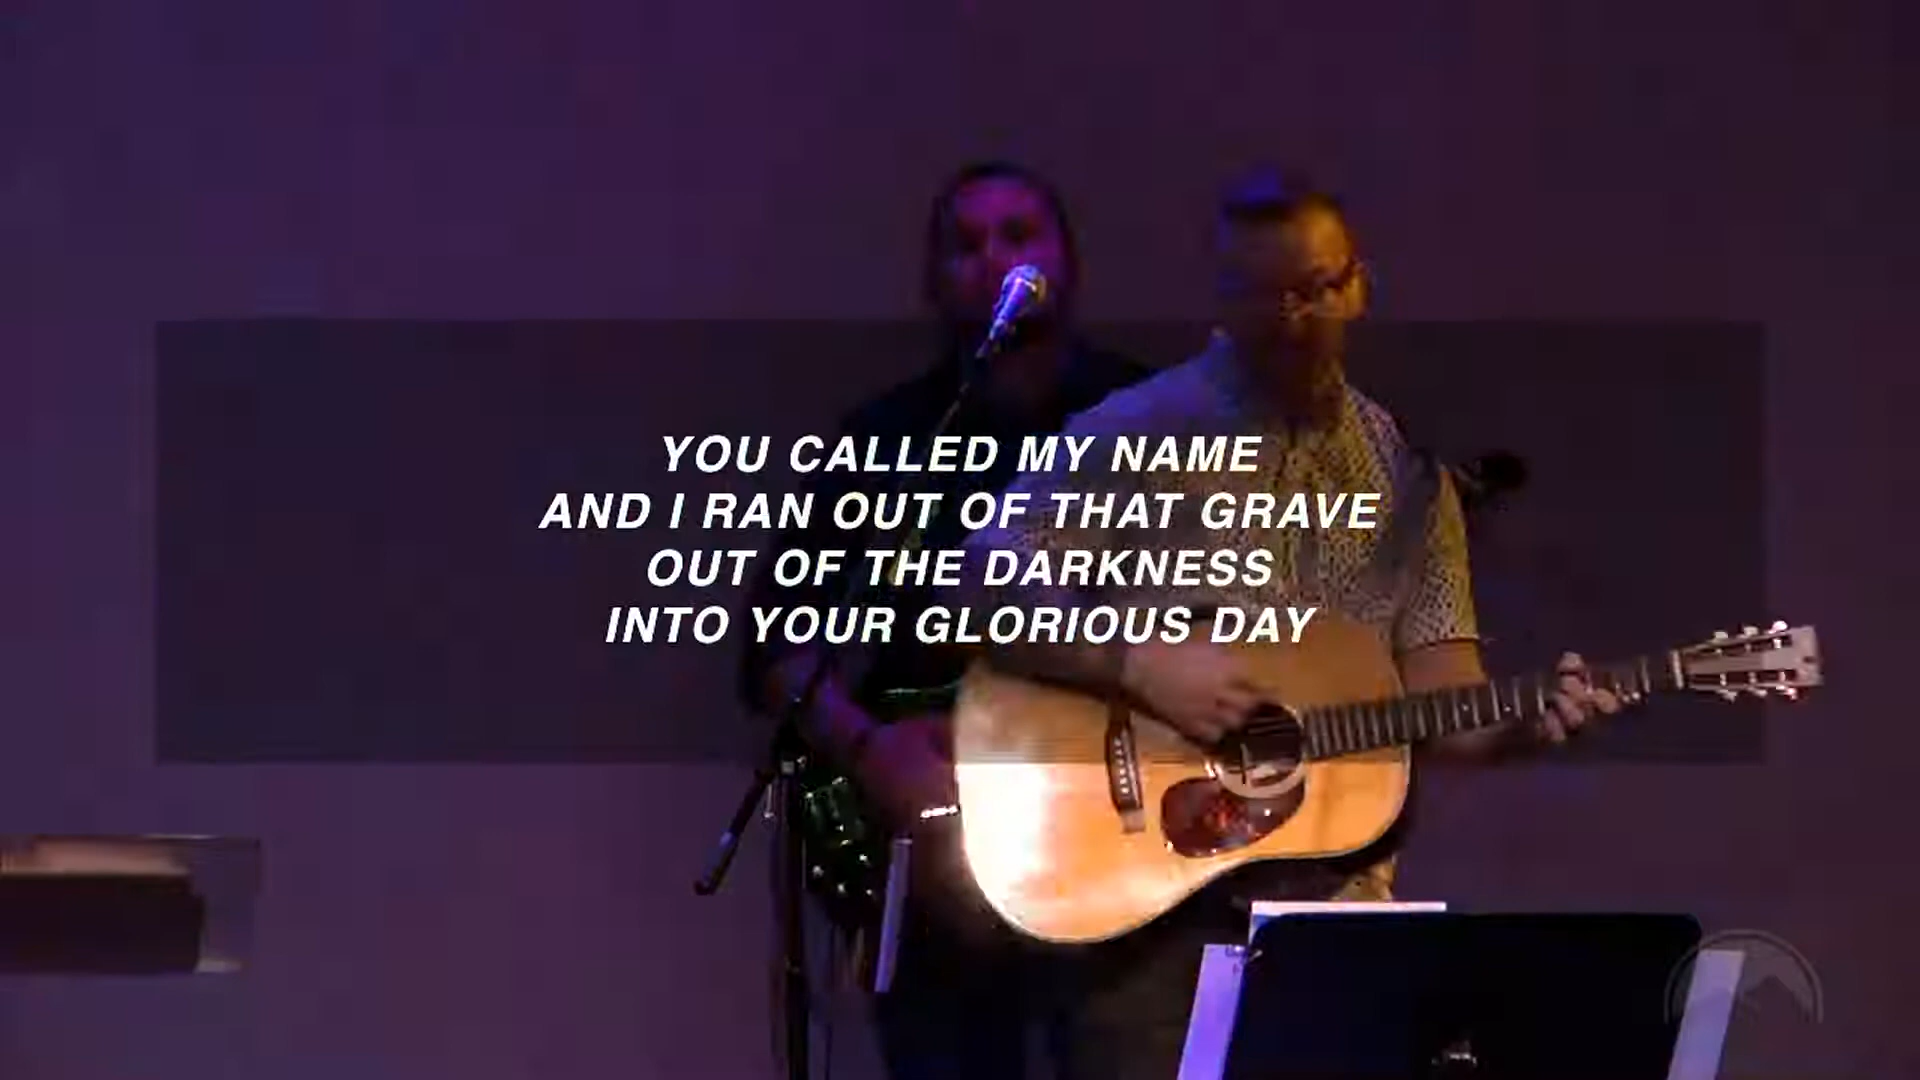 YOU CALLED MY NAME
AND I RAN OUT OF THAT GRAVE
OUT OF THE DARKNESS
INTO YOUR GLORIOUS DAY